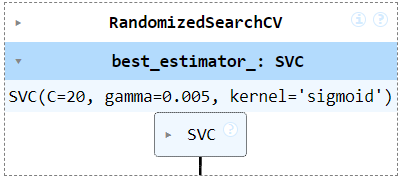 RandomizedSearchCV i ?
best_estimator_: SVC
SVC(C=20, gamma=0.005, kernel='sigmoid')
SVC ?